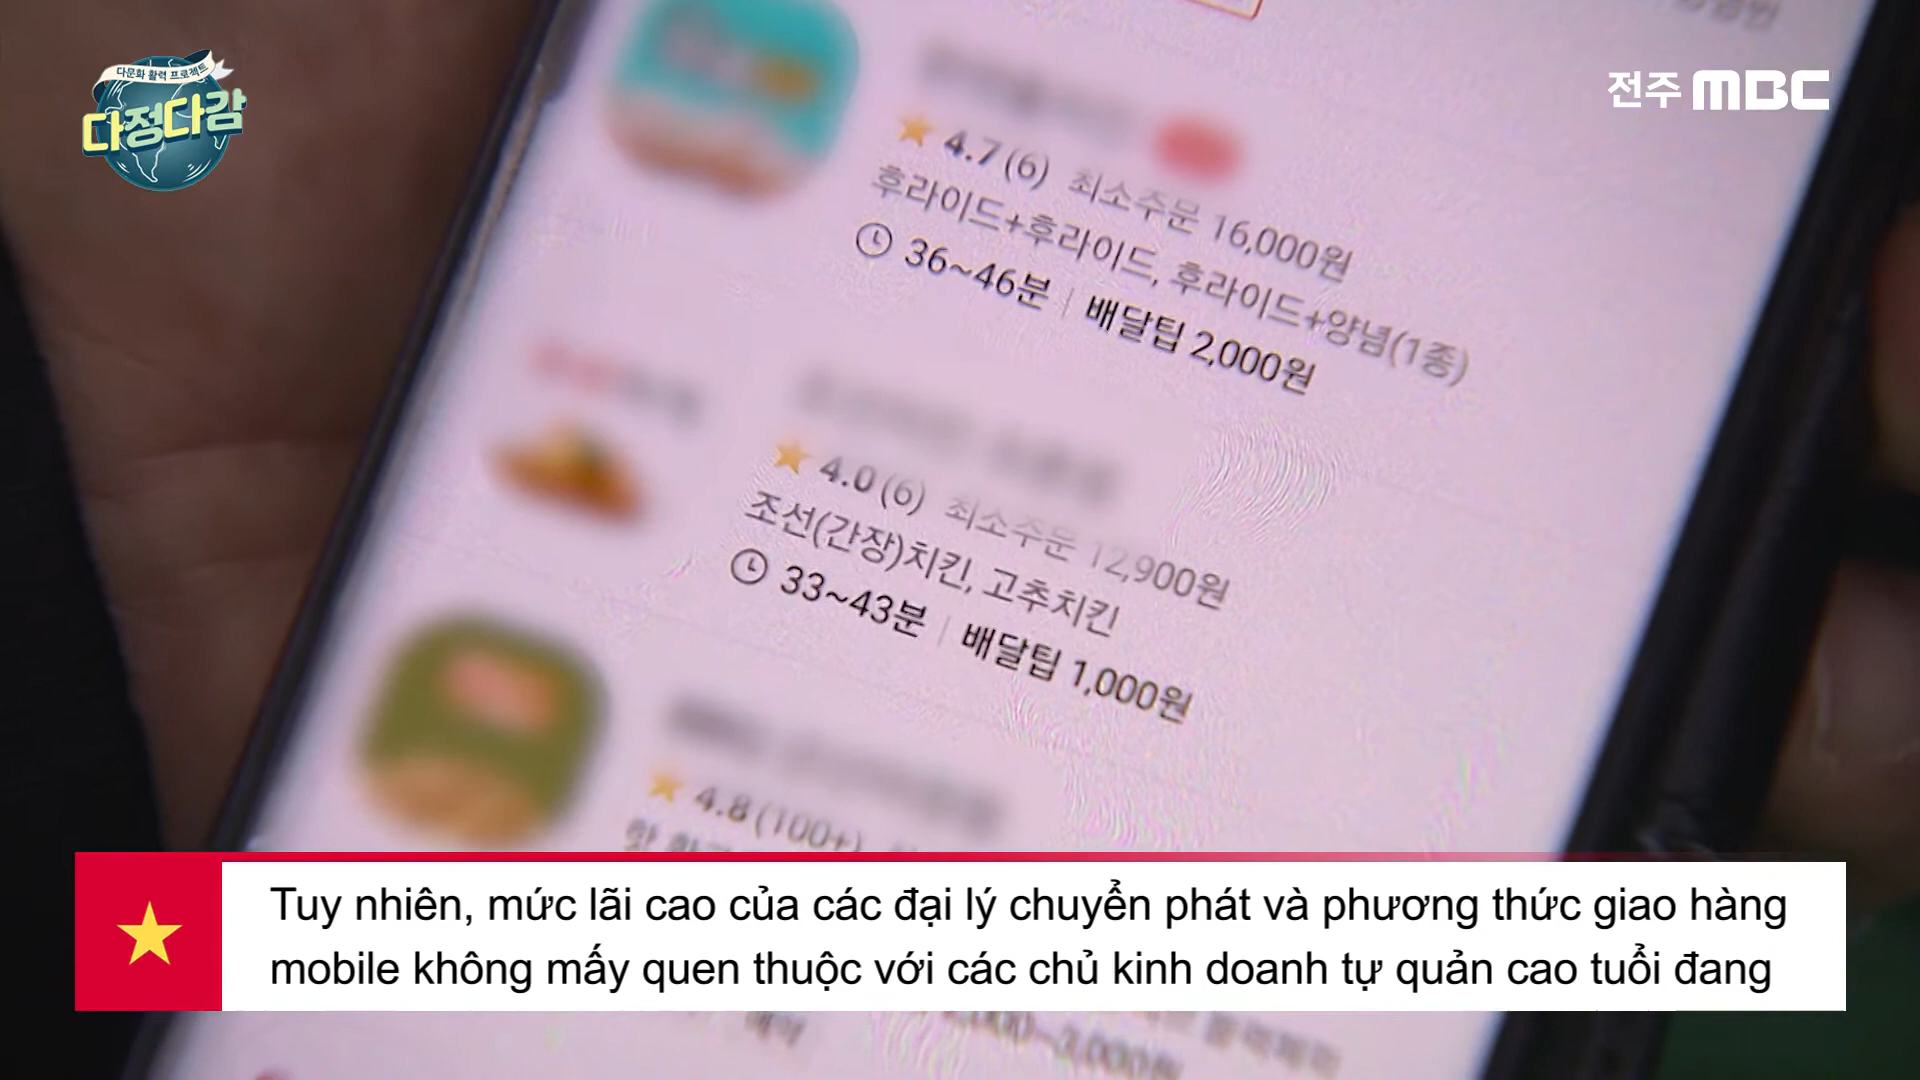 다문화 활력 프로젝트
다정다감
전주 MBC
4.7(6) 최소주문 16,000원
후라이드+후라이드, 후라이드+양념(1종)
36~46분 | 배달팁 2,000원
4.0(6) 최소주문 12,900원
조선(간장)치킨, 고추치킨
33~43분 | 배달팁 1,000원
4.8(100+)
Tuy nhiên, mức lãi cao của các đại lý chuyển phát và phương thức giao hàng
mobile không mấy quen thuộc với các chủ kinh doanh tự quản cao tuổi đang